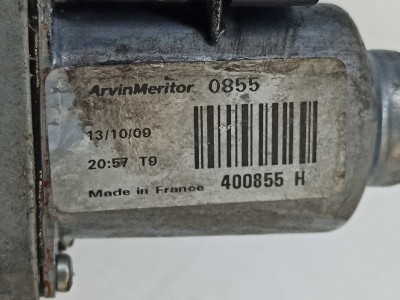 ArvinMeritor 0855
13/10/09
20:57 T9
Made in France 400855 H